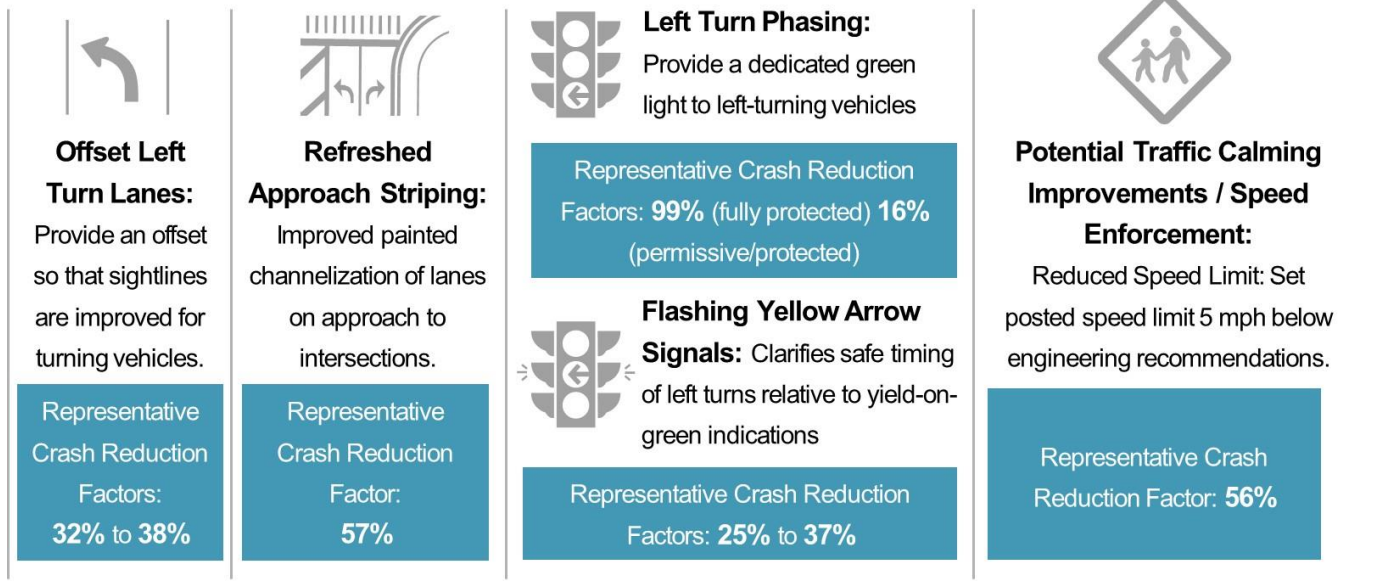 Offset Left
Turn Lanes:
Provide an offset
so that sightlines
are improved for
turning vehicles.
Representative
Crash Reduction
Factors:
32% to 38%
Refreshed
Approach Striping:
Improved painted
channelization of lanes
on approach to
intersections.
Representative
Crash Reduction
Factor:
57%
Left Turn Phasing:
Provide a dedicated green
light to left-turning vehicles
Representative Crash Reduction
Factors: 99% (fully protected) 16%
(permissive/protected)
Flashing Yellow Arrow
Signals: Clarifies safe timing
of left turns relative to yield-on-
green indications
Representative Crash Reduction
Factors: 25% to 37%
Potential Traffic Calming
Improvements / Speed
Enforcement:
Reduced Speed Limit: Set
posted speed limit 5 mph below
engineering recommendations.
Representative Crash
Reduction Factor: 56%